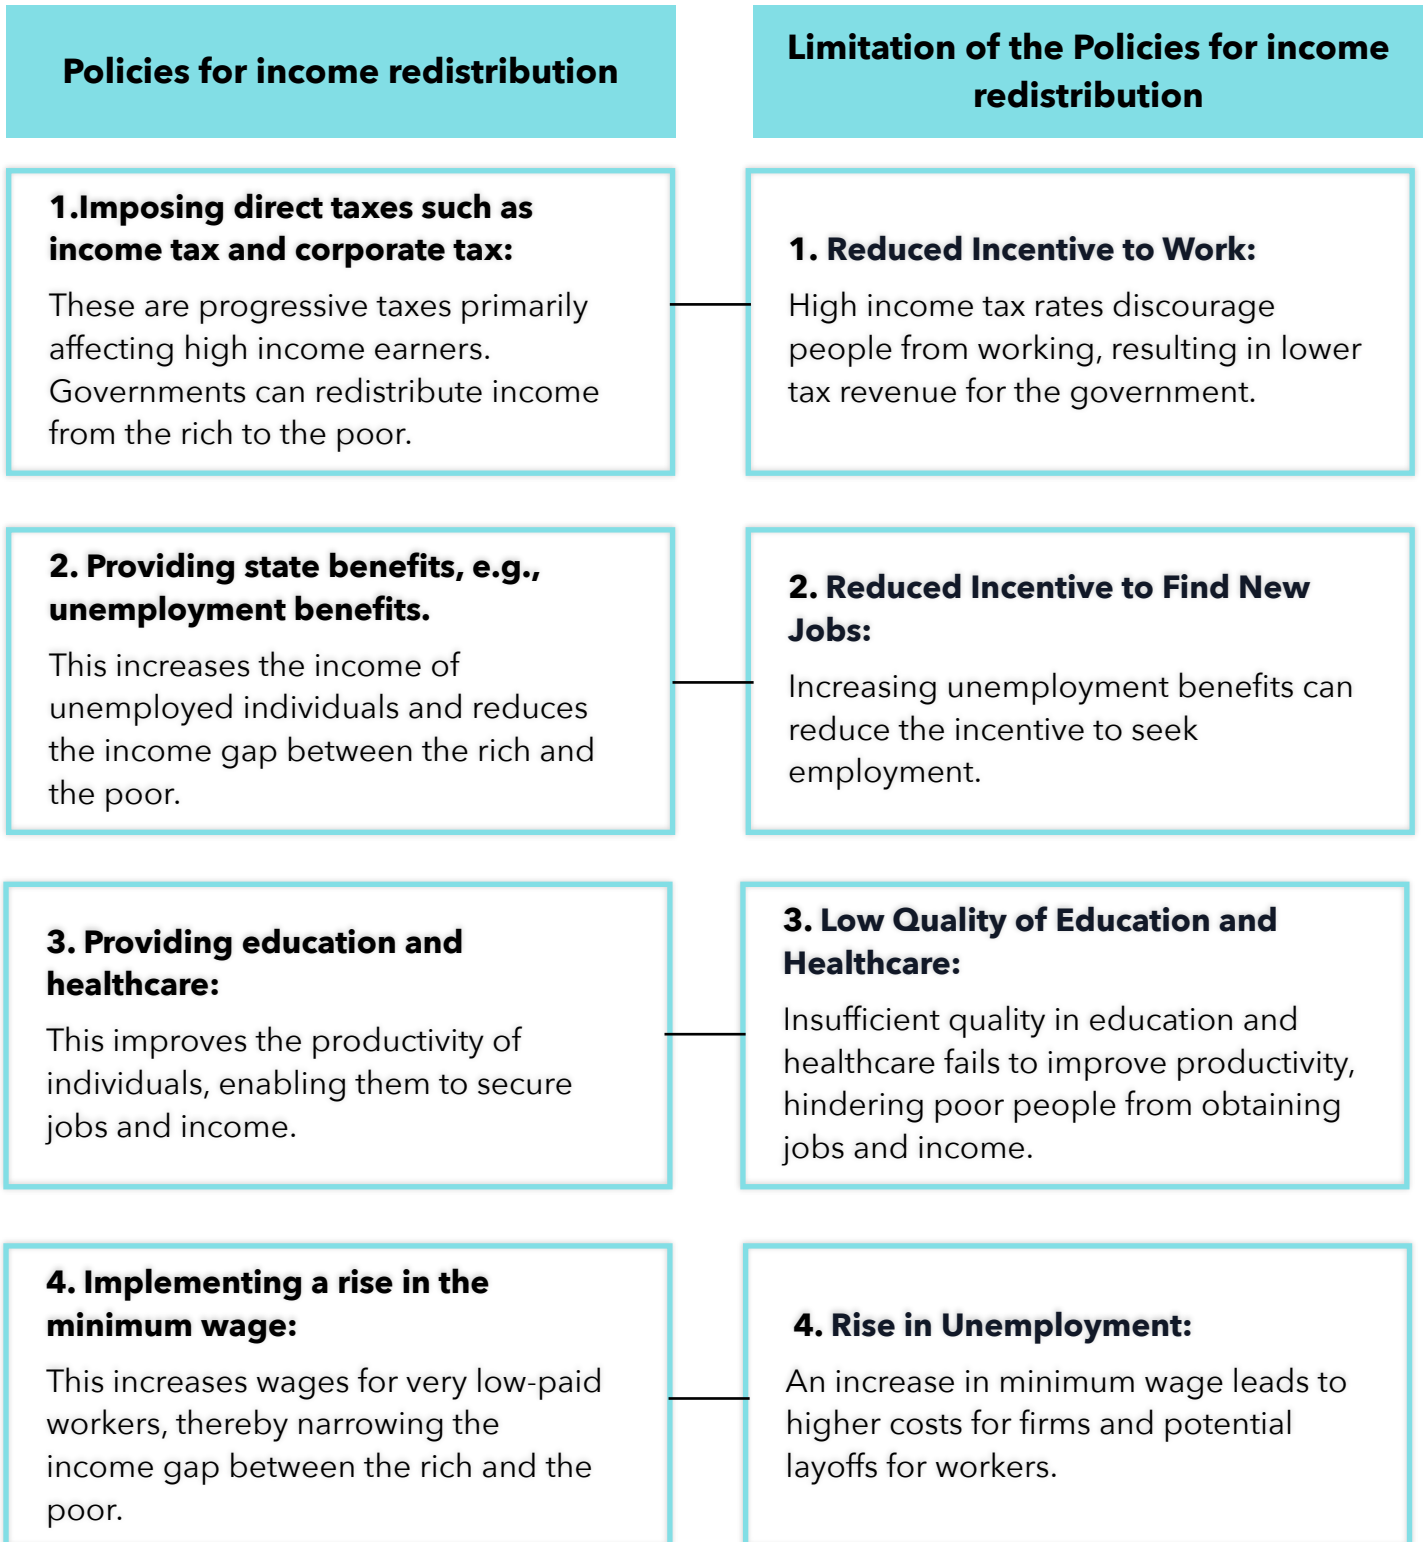 Policies for income redistribution
Limitation of the Policies for income
redistribution
1.Imposing direct taxes such as
income tax and corporate tax:
These are progressive taxes primarily
affecting high income earners.
Governments can redistribute income
from the rich to the poor.
1. Reduced Incentive to Work:
High income tax rates discourage
people from working, resulting in lower
tax revenue for the government.
2. Providing state benefits, e.g.,
unemployment benefits.
This increases the income of
unemployed individuals and reduces
the income gap between the rich and
the poor.
2. Reduced Incentive to Find New
Jobs:
Increasing unemployment benefits can
reduce the incentive to seek
employment.
3. Providing education and
healthcare:
This improves the productivity of
individuals, enabling them to secure
jobs and income.
3. Low Quality of Education and
Healthcare:
Insufficient quality in education and
healthcare fails to improve productivity,
hindering poor people from obtaining
jobs and income.
4. Implementing a rise in the
minimum wage:
This increases wages for very low-paid
workers, thereby narrowing the
income gap between the rich and the
poor.
4. Rise in Unemployment:
An increase in minimum wage leads to
higher costs for firms and potential
layoffs for workers.